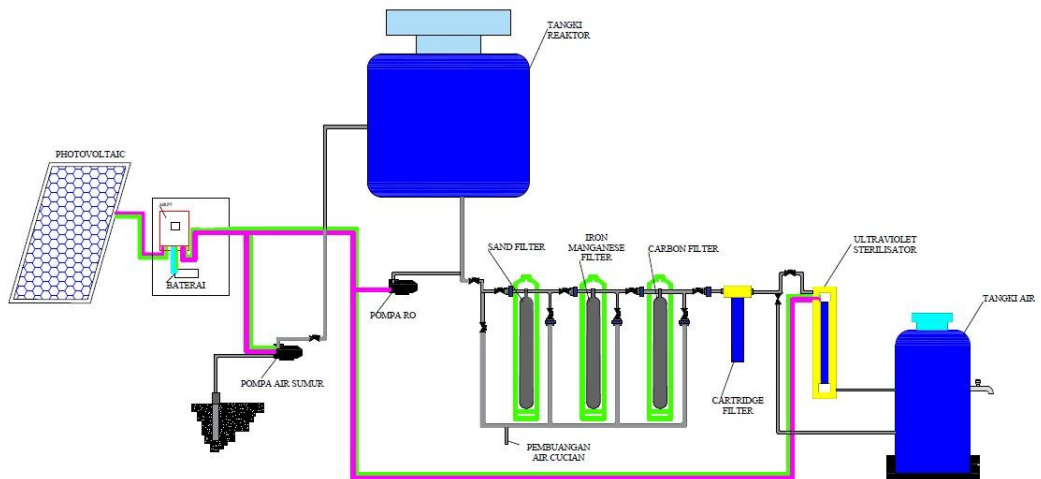 TANGKI
REAKTOR
PHOTOVOLTAIC
BATERAI
POMPA AIR SUMUR
POMPA RO
SAND FILTER
IRON
MANGANESE
FILTER
CARBON FILTER
ULTRAVIOLET
STERILISATOR
TANGKI AIR
CARTRIDGE
FILTER
PEMBUANGAN
AIR CUCIAN